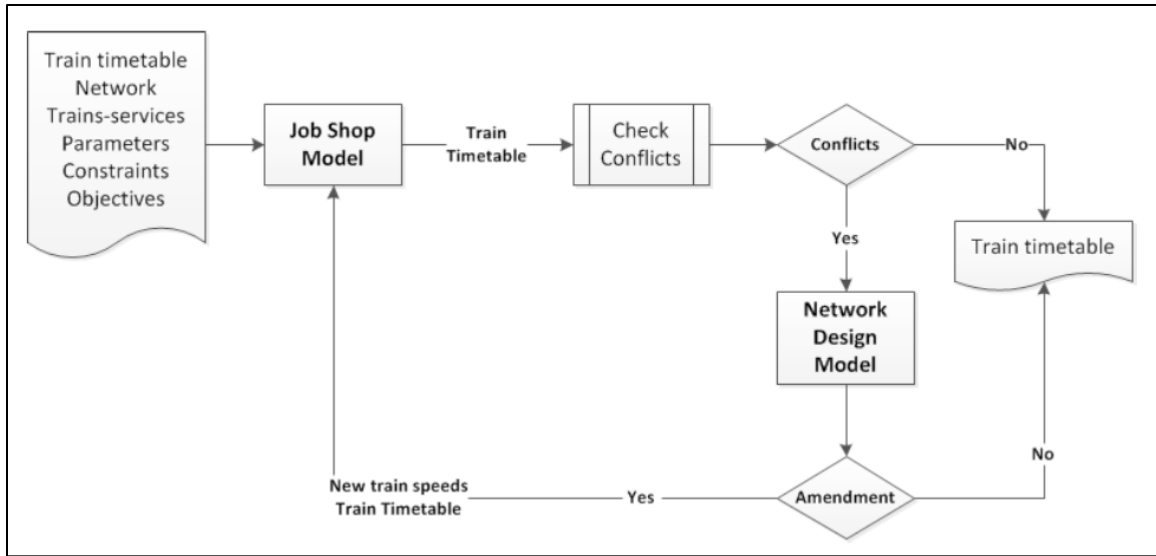 Train timetable
Network
Trains-services
Parameters
Constraints
Objectives
Job Shop
Model
Train
Timetable
Check
Conflicts
Conflicts
No
Yes
Train timetable
Network
Design
Model
No
Amendment
Yes
New train speeds
Train Timetable